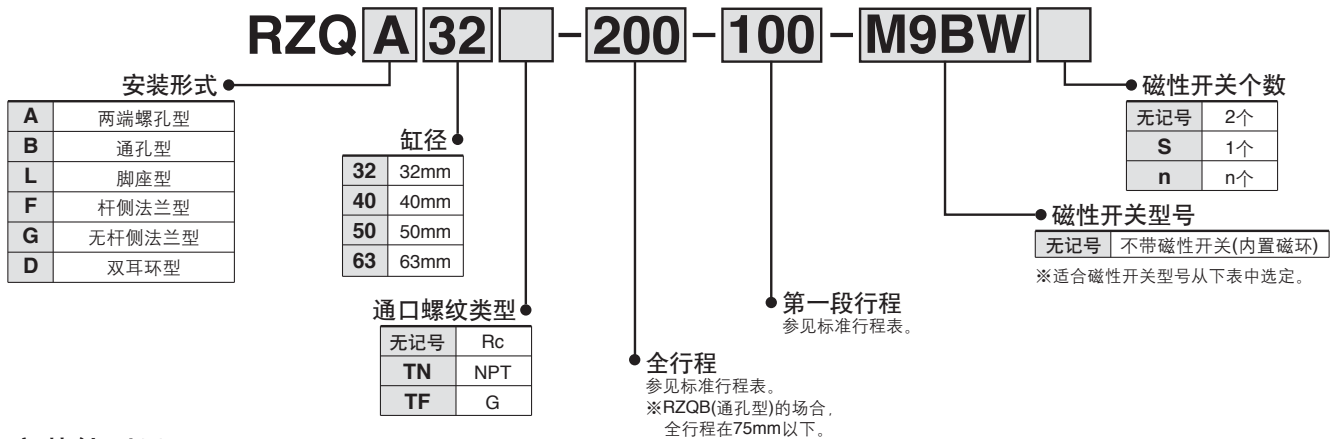 RZQ A 32 -200-100-M9BW
安装形式
A 两端螺孔型
B 通孔型
L 脚座型
F 杆侧法兰型
G 无杆侧法兰型
D 双耳环型
缸径
32 32mm
40 40mm
50 50mm
63 63mm
通口螺纹类型
无记号 Rc
TN NPT
TF G
全行程
参见标准行程表。
※RZQB(通孔型)的场合,
全行程在75mm以下。
第一段行程
参见标准行程表。
磁性开关型号
无记号 不带磁性开关(内置磁环)
※适合磁性开关型号从下表中选定。
磁性开关个数
无记号 2个
S 1个
n n个